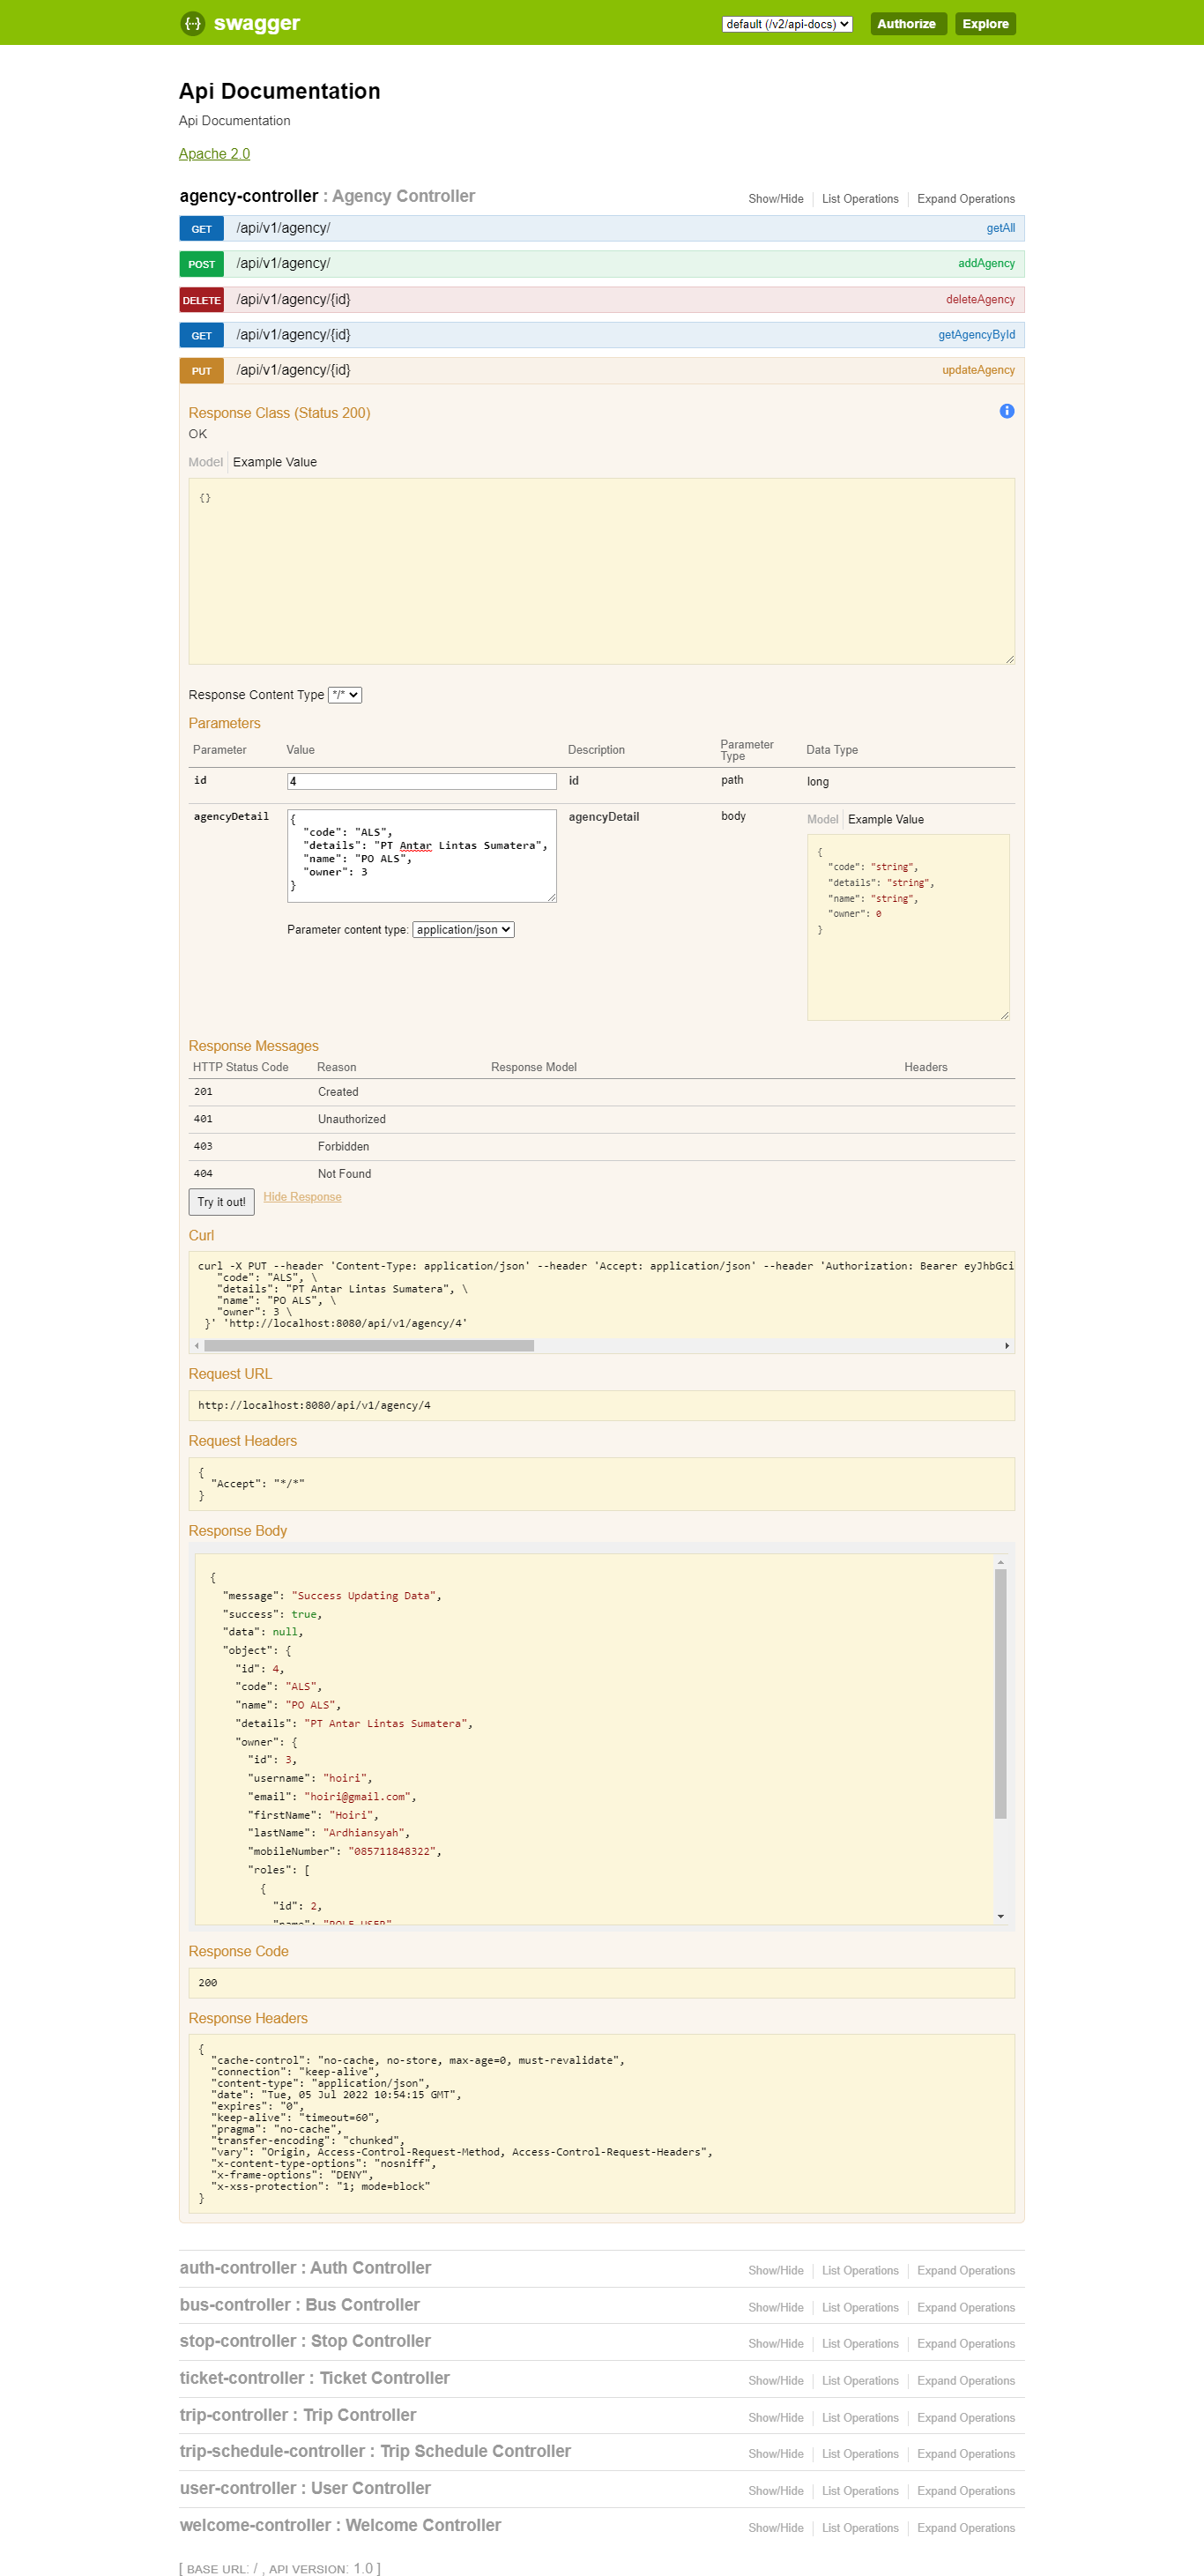 swagger default (/v2/api-docs) Authorize Explore
Api Documentation
Api Documentation
Apache 2.0
agency-controller : Agency Controller Show/Hide List Operations Expand Operations
GET /api/v1/agency/ getAll
POST /api/v1/agency/ addAgency
DELETE /api/v1/agency/{id} deleteAgency
GET /api/v1/agency/{id} getAgencyById
PUT /api/v1/agency/{id} updateAgency
Response Class (Status 200)
OK
Model Example Value
{}
Response Content Type */*
Parameters
Parameter Value Description Parameter Type Data Type
id 4 id path long
agencyDetail agencyDetail body
{
"code": "ALS",
"details": "PT Antar Lintas Sumatera",
"name": "PO ALS",
"owner": 3
}
Parameter content type: application/json
Model Example Value
{
"code": "string",
"details": "string",
"name": "string",
"owner": 0
}
Response Messages
HTTP Status Code Reason Response Model Headers
201 Created
401 Unauthorized
403 Forbidden
404 Not Found
Try it out! Hide Response
Curl
curl -X PUT --header 'Content-Type: application/json' --header 'Accept: application/json' --header 'Authorization: Bearer eyJhbGci
"code": "ALS", \
"details": "PT Antar Lintas Sumatera", \
"name": "PO ALS", \
"owner": 3 \
}' 'http://localhost:8080/api/v1/agency/4'
Request URL
http://localhost:8080/api/v1/agency/4
Request Headers
{
"Accept": "*/*"
}
Response Body
{
"message": "Success Updating Data",
"success": true,
"data": null,
"object": {
"id": 4,
"code": "ALS",
"name": "PO ALS",
"details": "PT Antar Lintas Sumatera",
"owner": {
"id": 3,
"username": "hoiri",
"email": "hoiri@gmail.com",
"firstName": "Hoiri",
"lastName": "Ardhiansyah",
"mobileNumber": "085711848322",
"roles": [
{
"id": 2,
"name": "ROLE_USER"
Response Code
200
Response Headers
{
"cache-control": "no-cache, no-store, max-age=0, must-revalidate",
"connection": "keep-alive",
"content-type": "application/json",
"date": "Tue, 05 Jul 2022 10:54:15 GMT",
"expires": "0",
"keep-alive": "timeout=60",
"pragma": "no-cache",
"transfer-encoding": "chunked",
"vary": "Origin, Access-Control-Request-Method, Access-Control-Request-Headers",
"x-content-type-options": "nosniff",
"x-frame-options": "DENY",
"x-xss-protection": "1; mode=block"
}
auth-controller : Auth Controller Show/Hide List Operations Expand Operations
bus-controller : Bus Controller Show/Hide List Operations Expand Operations
stop-controller : Stop Controller Show/Hide List Operations Expand Operations
ticket-controller : Ticket Controller Show/Hide List Operations Expand Operations
trip-controller : Trip Controller Show/Hide List Operations Expand Operations
trip-schedule-controller : Trip Schedule Controller Show/Hide List Operations Expand Operations
user-controller : User Controller Show/Hide List Operations Expand Operations
welcome-controller : Welcome Controller Show/Hide List Operations Expand Operations
[ BASE URL: / , API VERSION: 1.0 ]